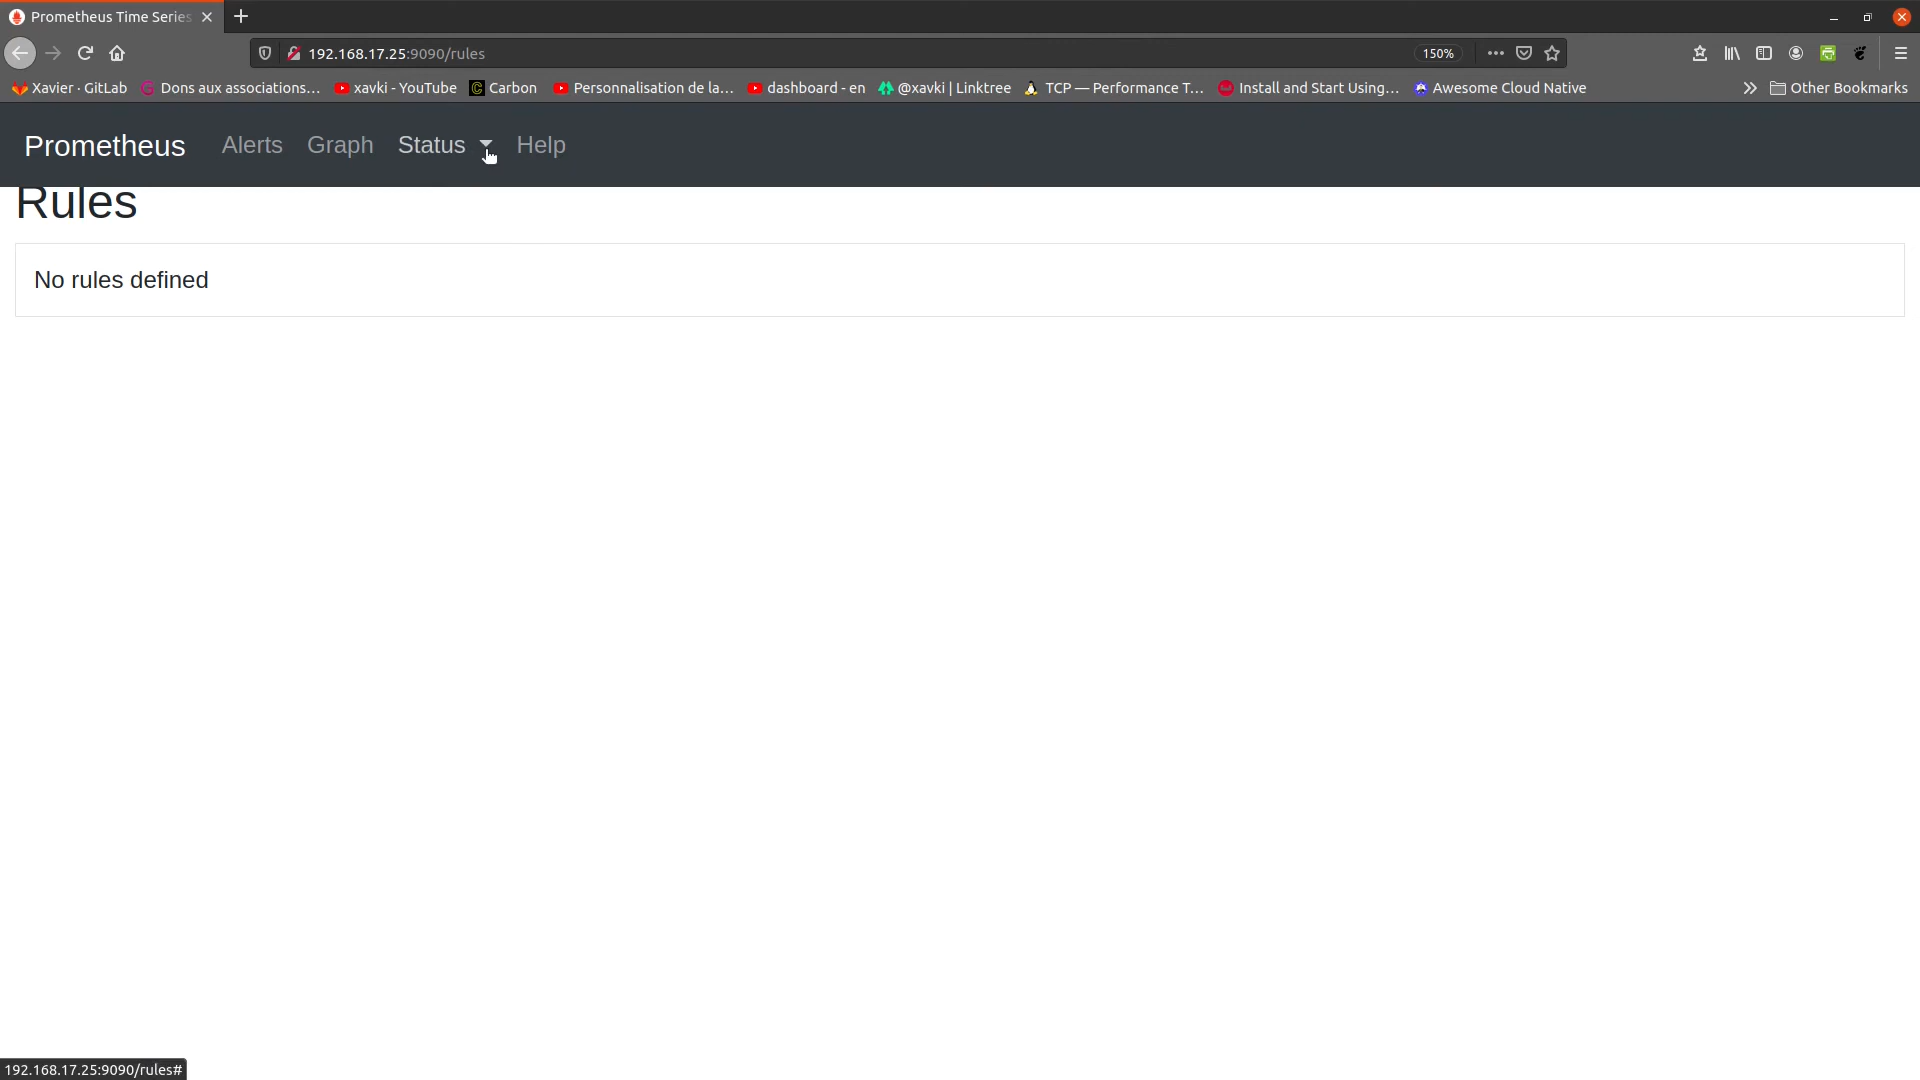 Prometheus Time Series
192.168.17.25:9090/rules
150%
Xavier · GitLab
Dons aux associations...
xavki - YouTube
Carbon
Personnalisation de la...
dashboard - en
@xavki | Linktree
TCP — Performance T...
Install and Start Using...
Awesome Cloud Native
Other Bookmarks
Prometheus Alerts Graph Status Help
Rules
No rules defined
192.168.17.25:9090/rules#